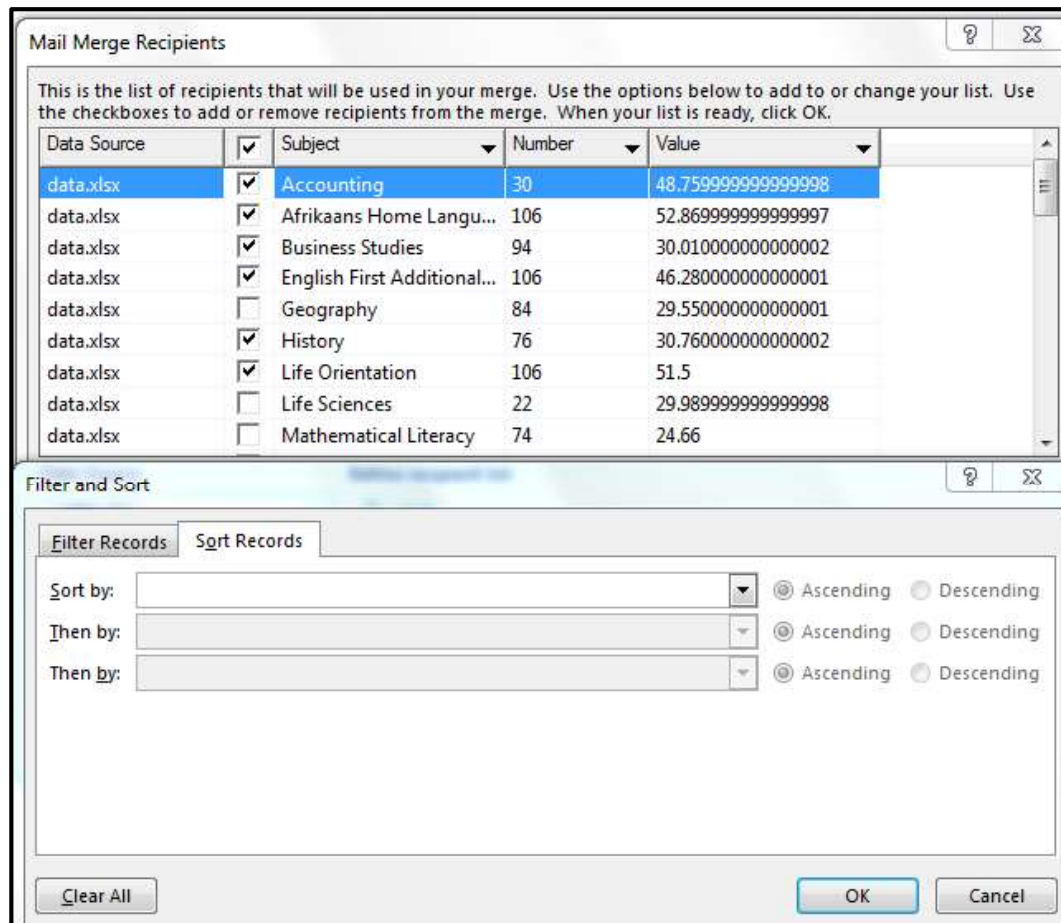 Mail Merge Recipients
This is the list of recipients that will be used in your merge. Use the options below to add to or change your list. Use
the checkboxes to add or remove recipients from the merge. When your list is ready, click OK.
Data Source Subject Number Value
data.xlsx Accounting 30 48.759999999999998
data.xlsx Afrikaans Home Langu... 106 52.869999999999997
data.xlsx Business Studies 94 30.010000000000002
data.xlsx English First Additional... 106 46.280000000000001
data.xlsx Geography 84 29.550000000000001
data.xlsx History 76 30.760000000000002
data.xlsx Life Orientation 106 51.5
data.xlsx Life Sciences 22 29.989999999999998
data.xlsx Mathematical Literacy 74 24.66
Filter and Sort
Filter Records Sort Records
Sort by: Ascending Descending
Then by: Ascending Descending
Then by: Ascending Descending
Clear All OK Cancel